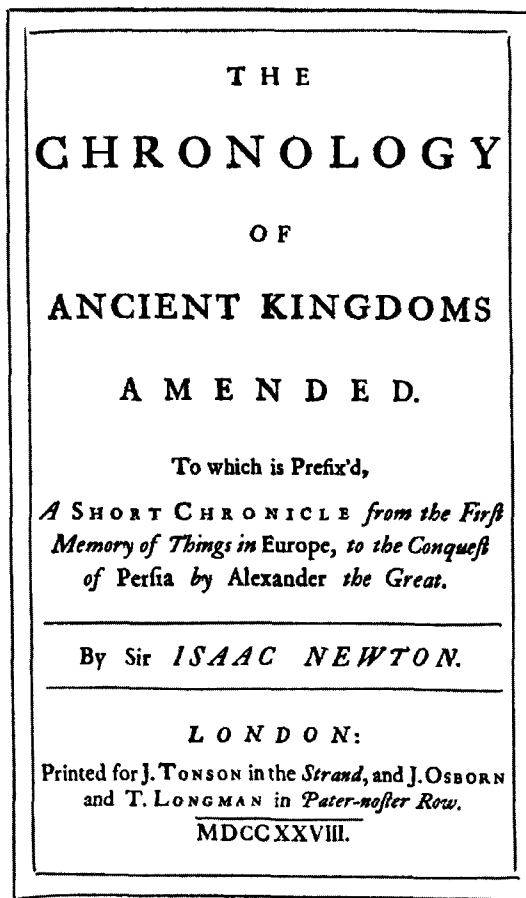 THE
CHRONOLOGY
OF
ANCIENT KINGDOMS
AMENDED.
To which is Prefix'd,
A SHORT CHRONICLE from the Firſt
Memory of Things in Europe, to the Conqueſt
of Perſia by Alexander the Great.
By Sir ISAAC NEWTON.
LONDON:
Printed for J. TONSON in the Strand, and J. OSBORN
and T. LONGMAN in Pater-noſter Row.
MDCCXXVIII.